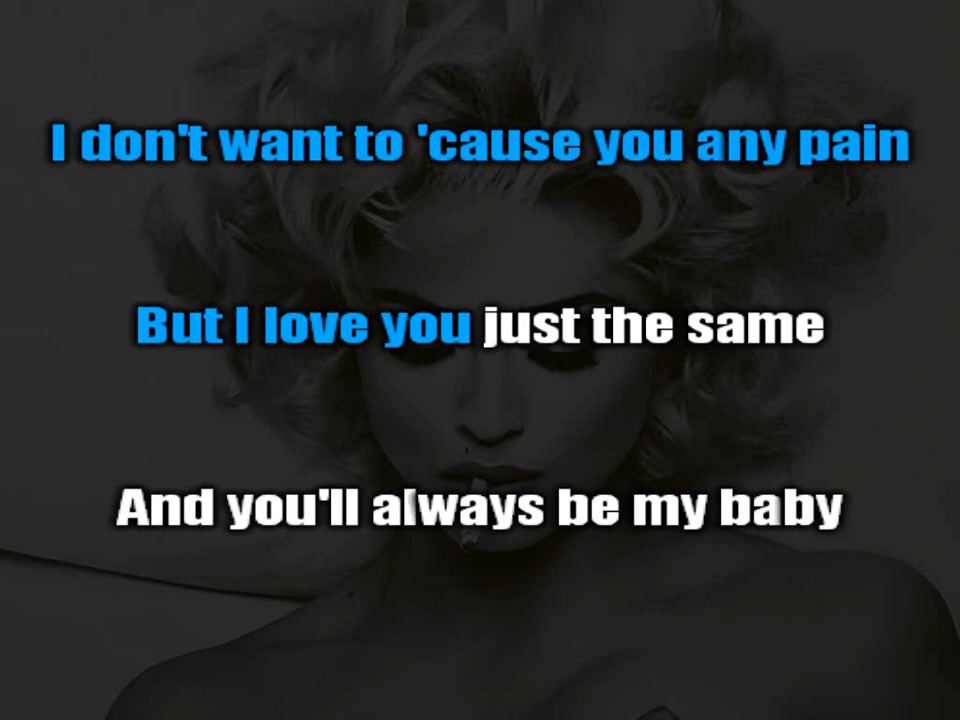 I don't want to 'cause you any pain
But I love you just the same
And you'll always be my baby